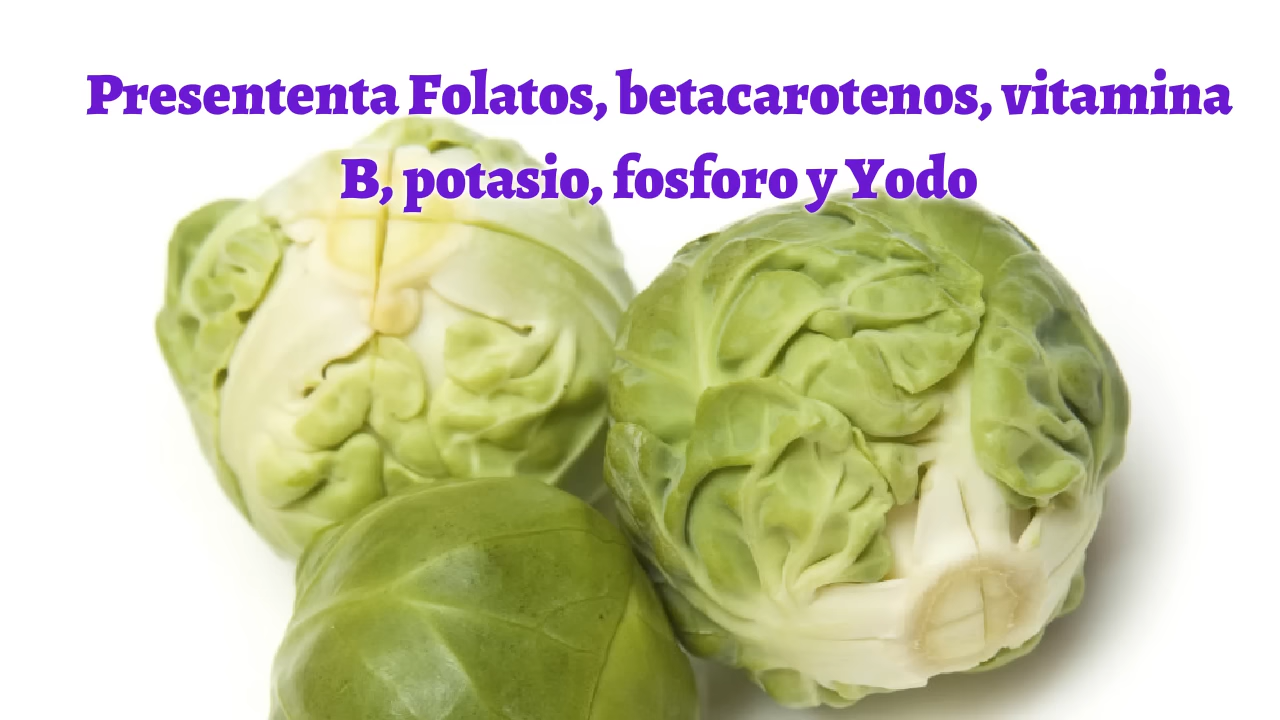 Presententa Folatos, betacarotenos, vitamina
B, potasio, fosforo y Yodo